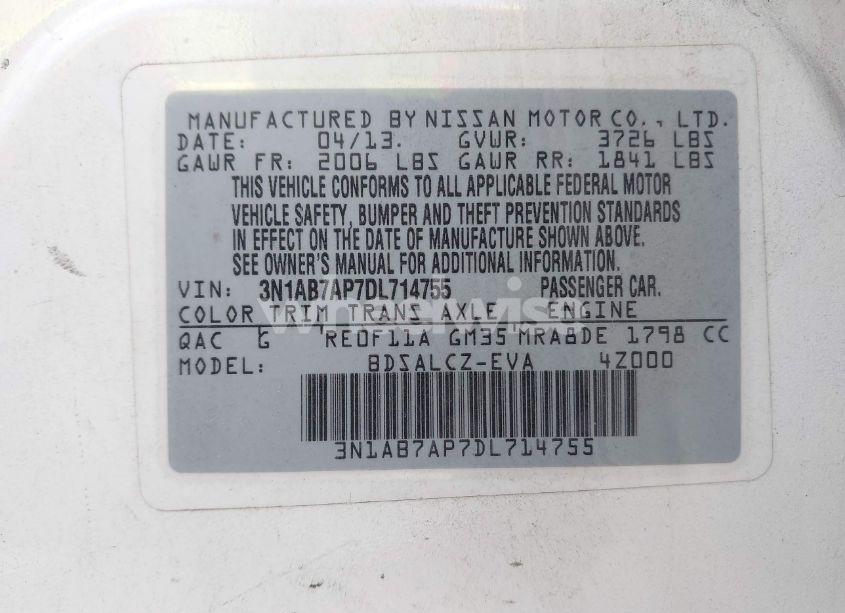 MANUFACTURED BY NISSAN MOTOR CO., LTD.
DATE: 04/13. GVWR: 3726 LBS
GAWR FR: 2006 LBS GAWR RR: 1841 LBS
THIS VEHICLE CONFORMS TO ALL APPLICABLE FEDERAL MOTOR
VEHICLE SAFETY, BUMPER AND THEFT PREVENTION STANDARDS
IN EFFECT ON THE DATE OF MANUFACTURE SHOWN ABOVE.
SEE OWNER'S MANUAL FOR ADDITIONAL INFORMATION.
VIN: 3N1AB7AP7DL714755 PASSENGER CAR.
COLOR TRIM TRANS AXLE ENGINE
QAC G RE0F11A GM35 MRA8DE 1798 CC
MODEL: BDSALCZ-EVA 4Z000
3N1AB7AP7DL714755
wheelwise